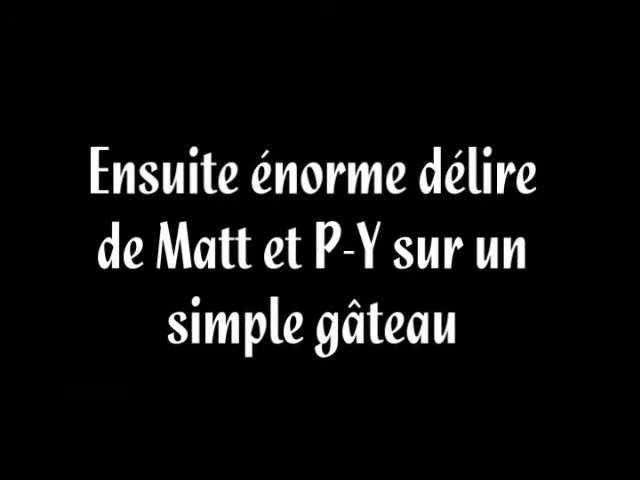 Ensuite énorme délire
de Matt et P-Y sur un
simple gâteau